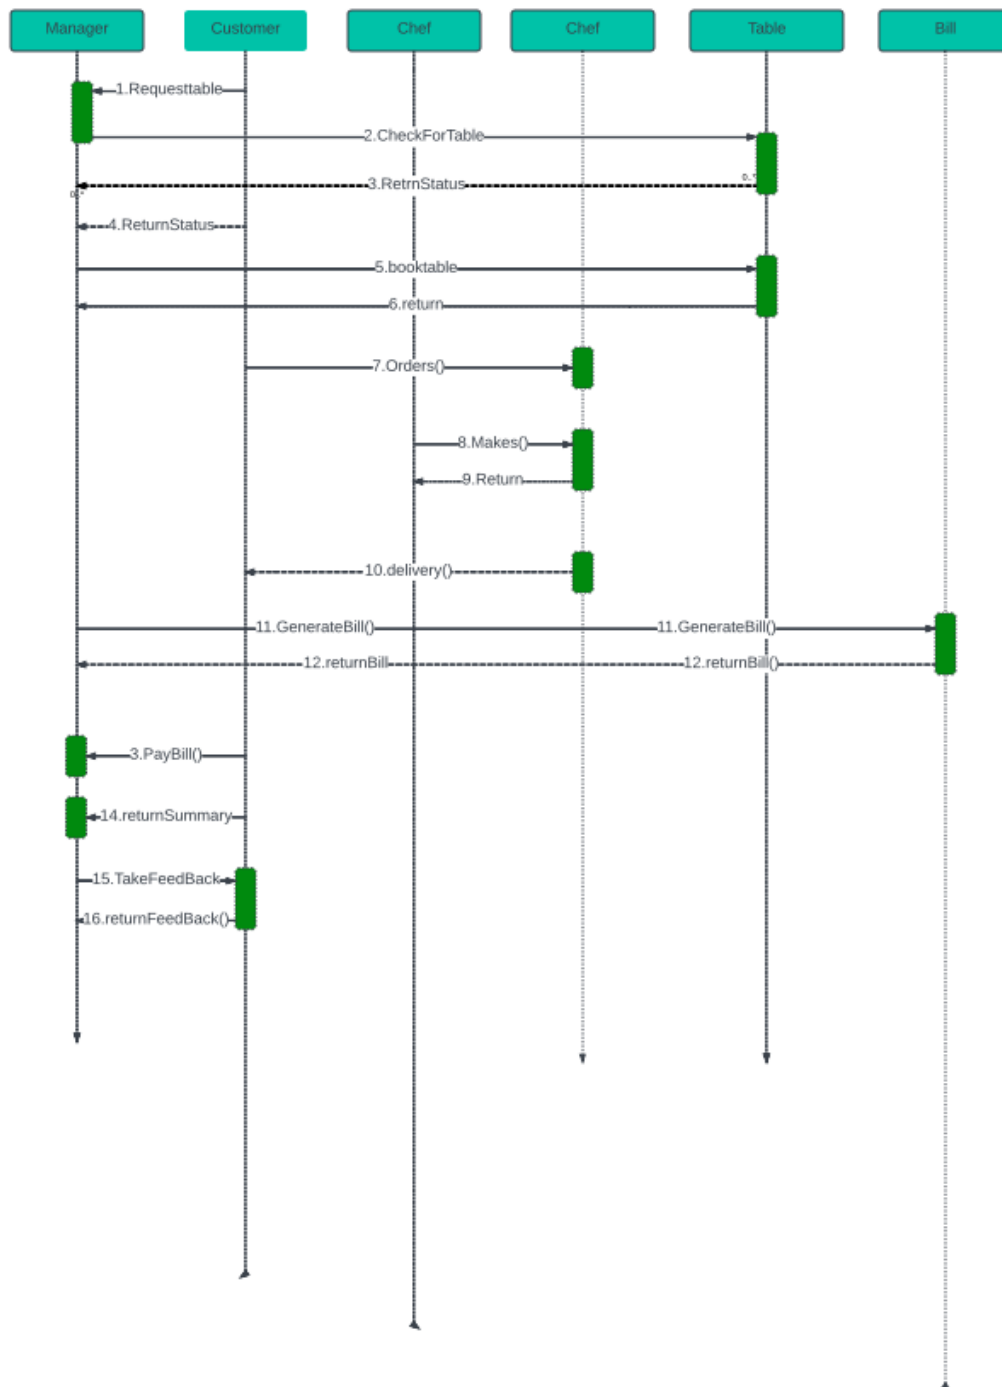 Manager
Customer
Chef
Chef
Table
Bill
1.Requesttable
2.CheckForTable
0..*
3.RetrnStatus
0..*
4.ReturnStatus
5.booktable
6.return
7.Orders()
8.Makes()
9.Return
10.delivery()
11.GenerateBill() 11.GenerateBill()
12.returnBill 12.returnBill()
3.PayBill()
14.returnSummary
15.TakeFeedBack
16.returnFeedBack()